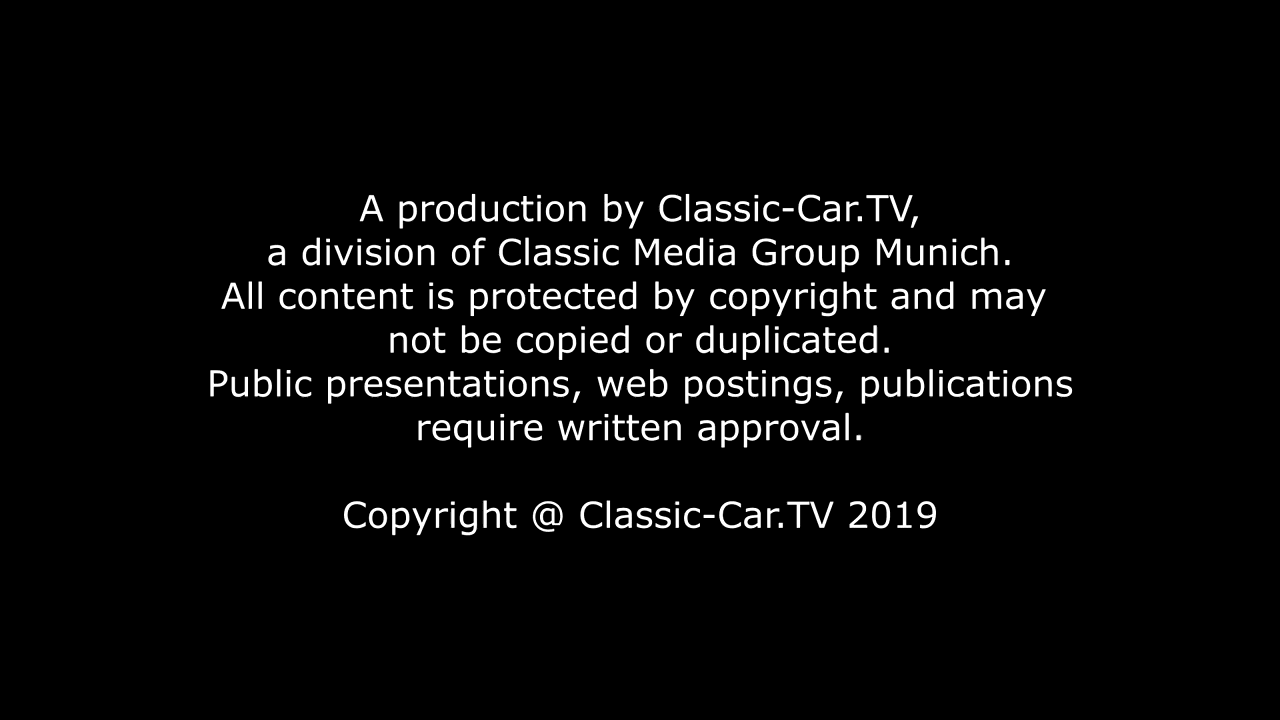 A production by Classic-Car.TV,
a division of Classic Media Group Munich.
All content is protected by copyright and may
not be copied or duplicated.
Public presentations, web postings, publications
require written approval.
Copyright @ Classic-Car.TV 2019